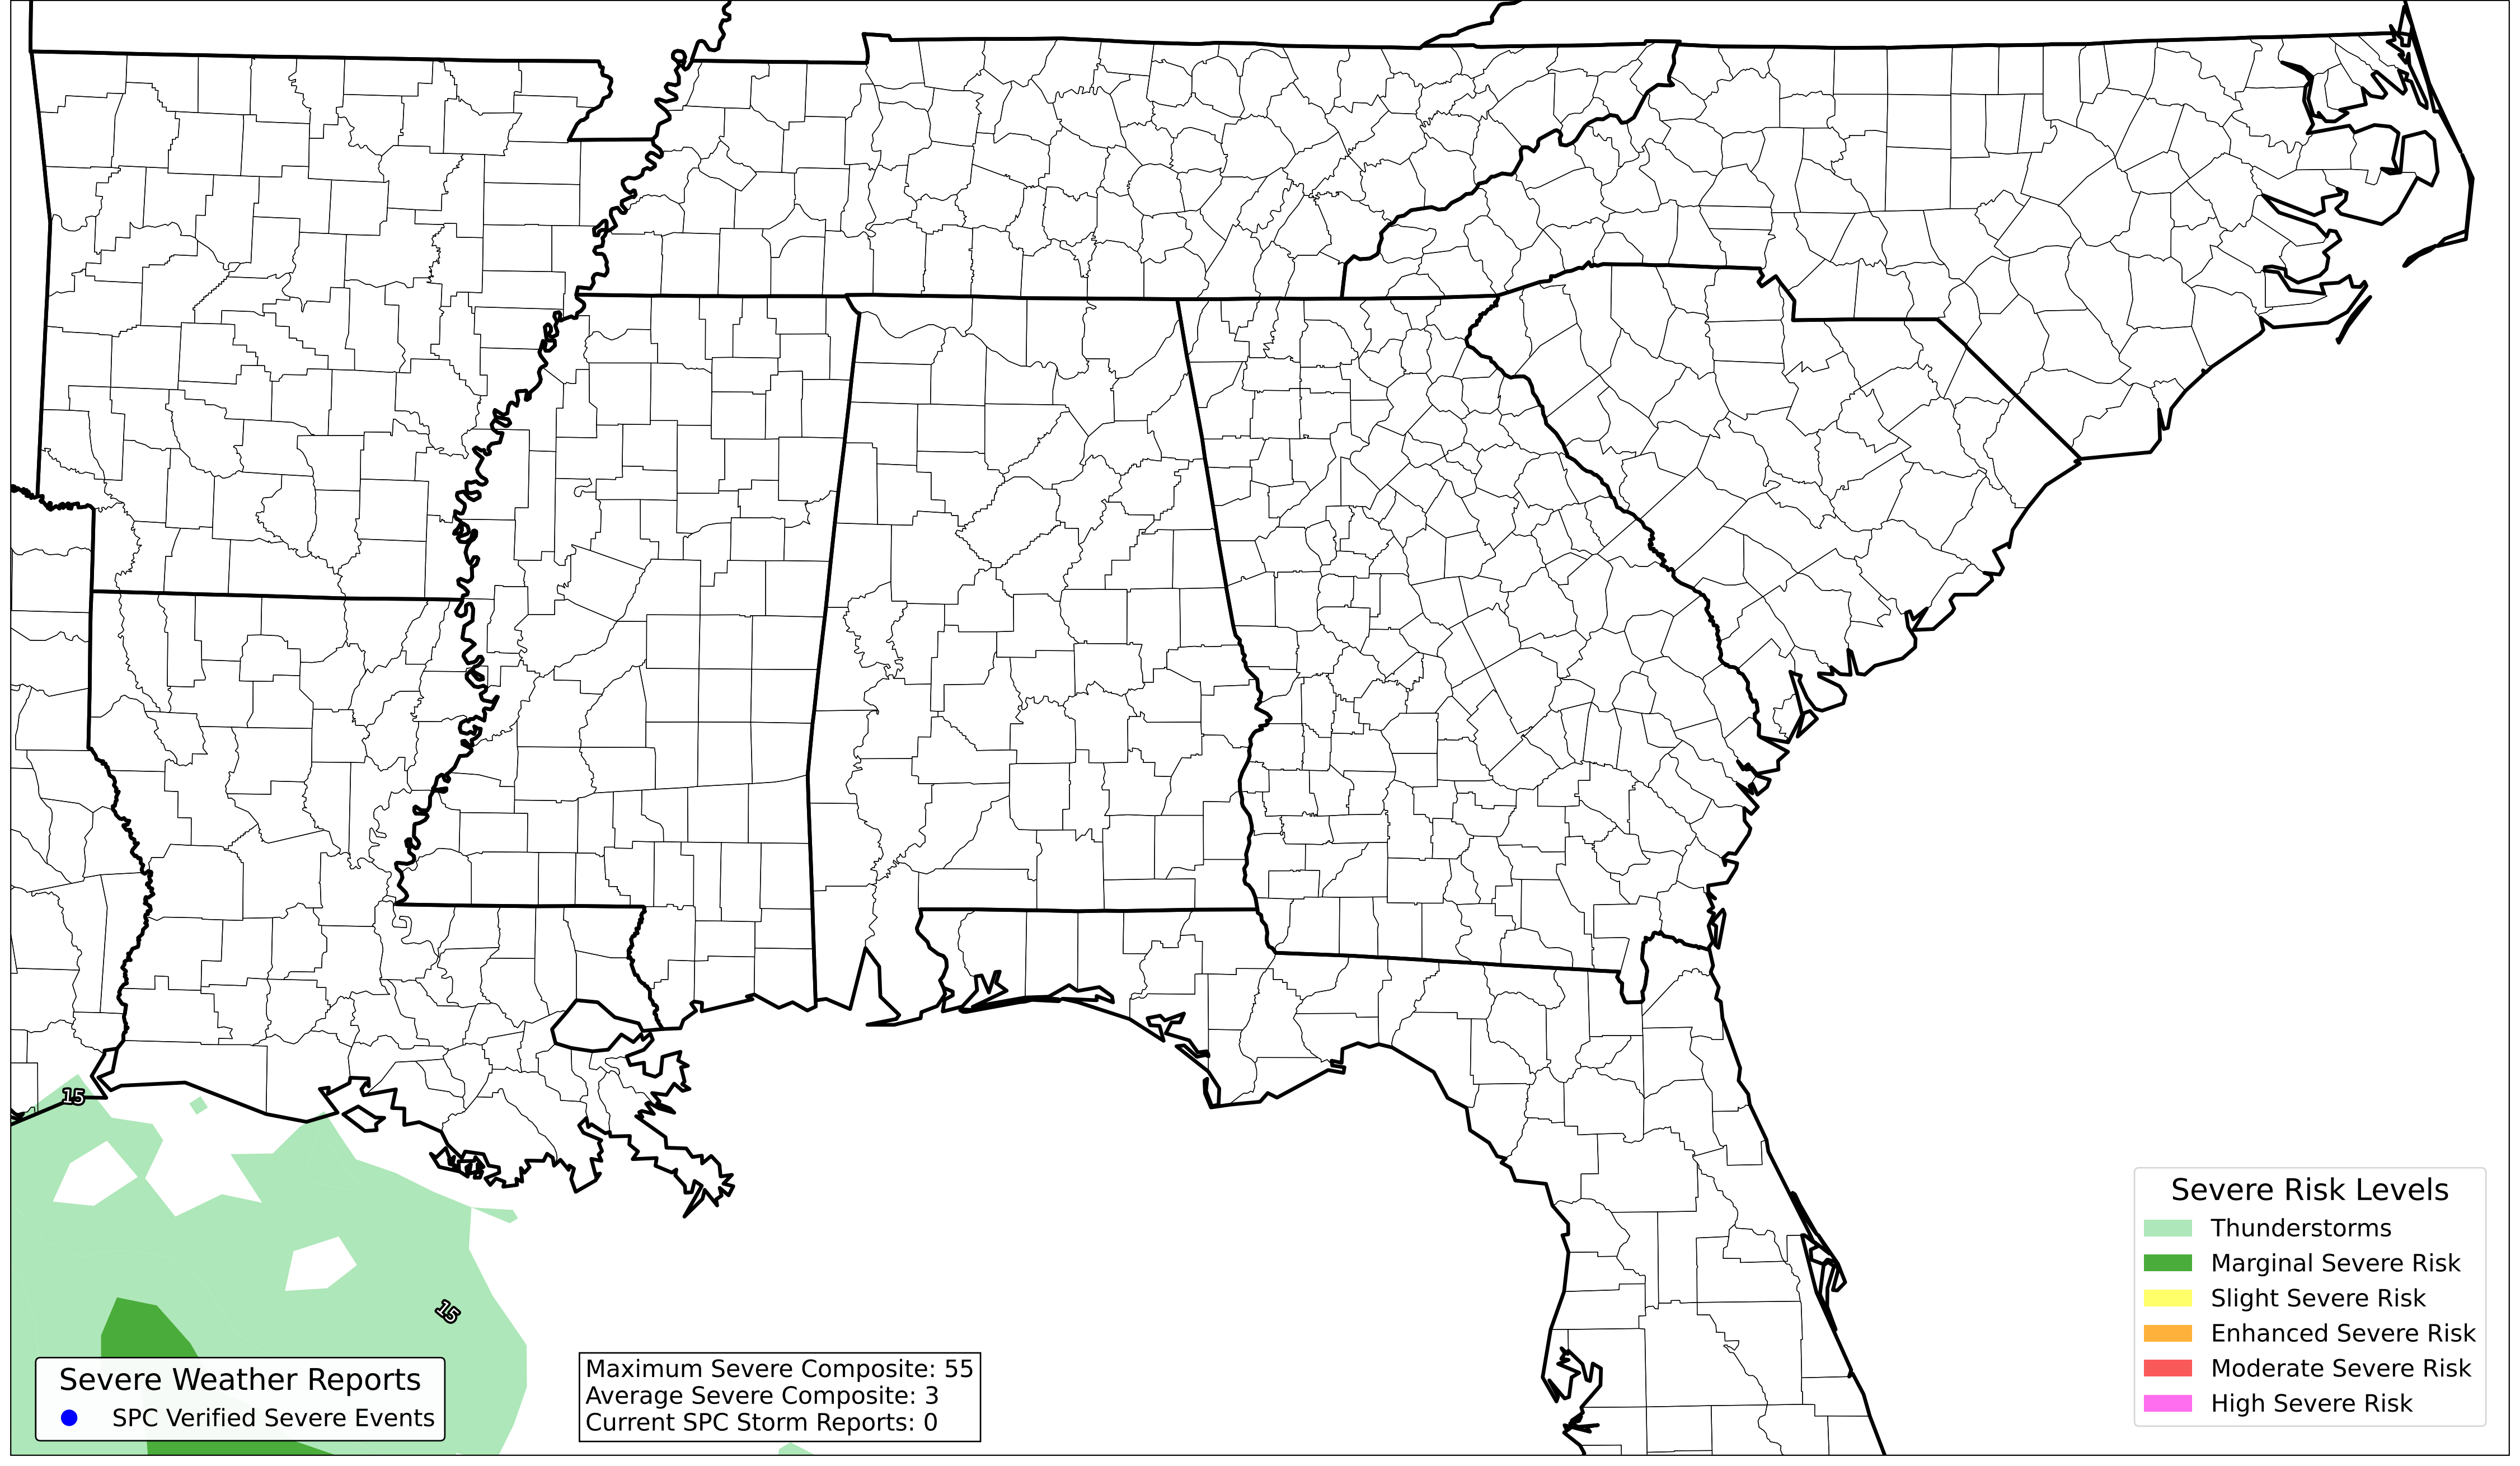 15
15
Severe Weather Reports
SPC Verified Severe Events
Maximum Severe Composite: 55
Average Severe Composite: 3
Current SPC Storm Reports: 0
Severe Risk Levels
Thunderstorms
Marginal Severe Risk
Slight Severe Risk
Enhanced Severe Risk
Moderate Severe Risk
High Severe Risk